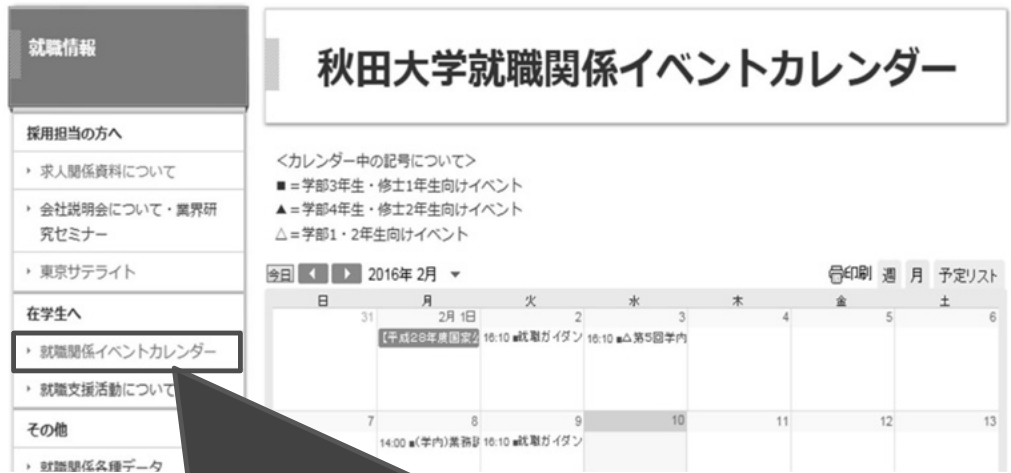 就職情報
採用担当の方へ
求人関係資料について
会社説明会について・業界研
究セミナー
東京サテライト
在学生へ
就職関係イベントカレンダー
就職支援活動について
その他
就職関係各種データ
秋田大学就職関係イベントカレンダー
<カレンダー中の記号について>
■=学部3年生・修士1年生向けイベント
▲=学部4年生・修士2年生向けイベント
△=学部1・2年生向けイベント
今日 2016年 2月 印刷 週 月 予定リスト
日 月 火 水 木 金 土
31 2月 1日 2 3 4 5 6
【平成28年度国家公 16:10 ■就職ガイダン 16:10 ■△第5回学内
7 8 9 10 11 12 13
14:00 ■(学内)業務説 16:10 ■就職ガイダン